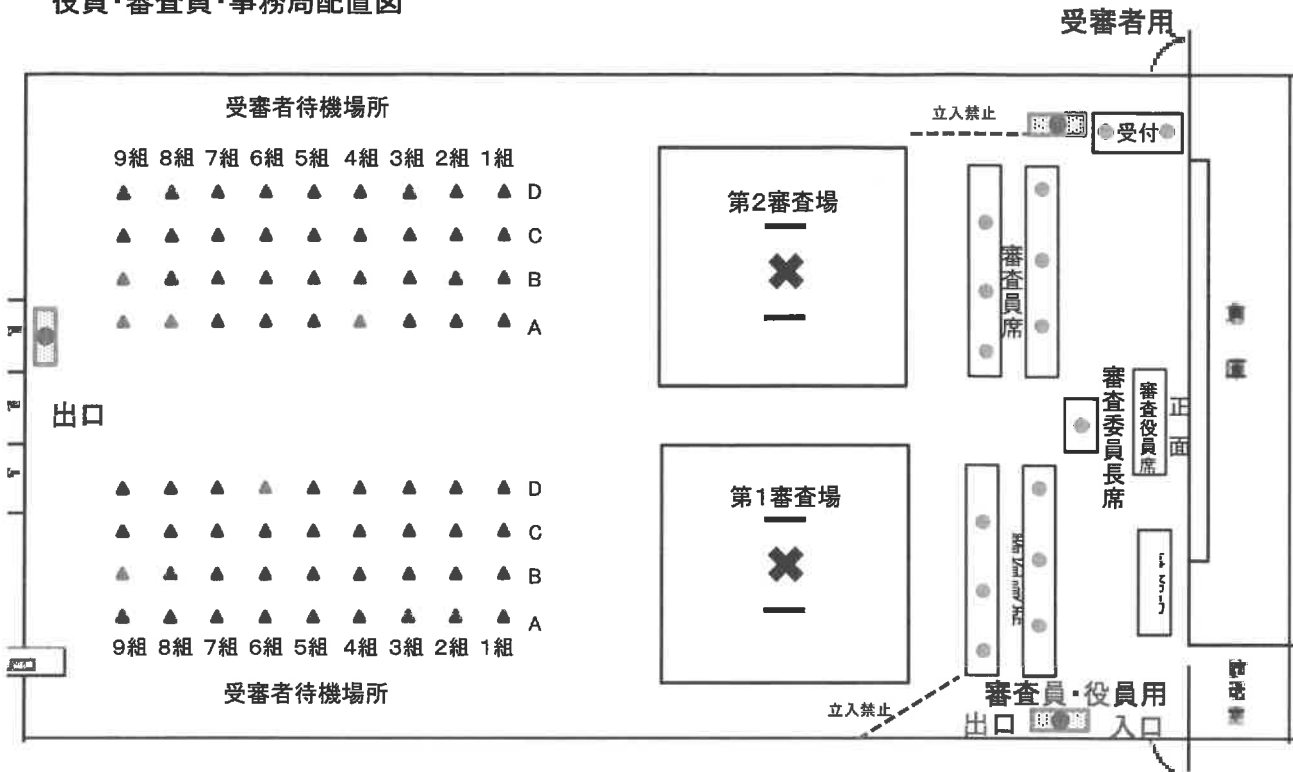 役員・審査員・事務局配置図
受審者用
受審者待機場所
立入禁止
受付
9組 8組 7組 6組 5組 4組 3組 2組 1組
D
C
B
A
第2審査場
審査員席
出口
審査委員長席
審査役員席
正面
第1審査場
審査員席
D
C
B
A
9組 8組 7組 6組 5組 4組 3組 2組 1組
受審者待機場所
立入禁止
審査員・役員用
出口
入口